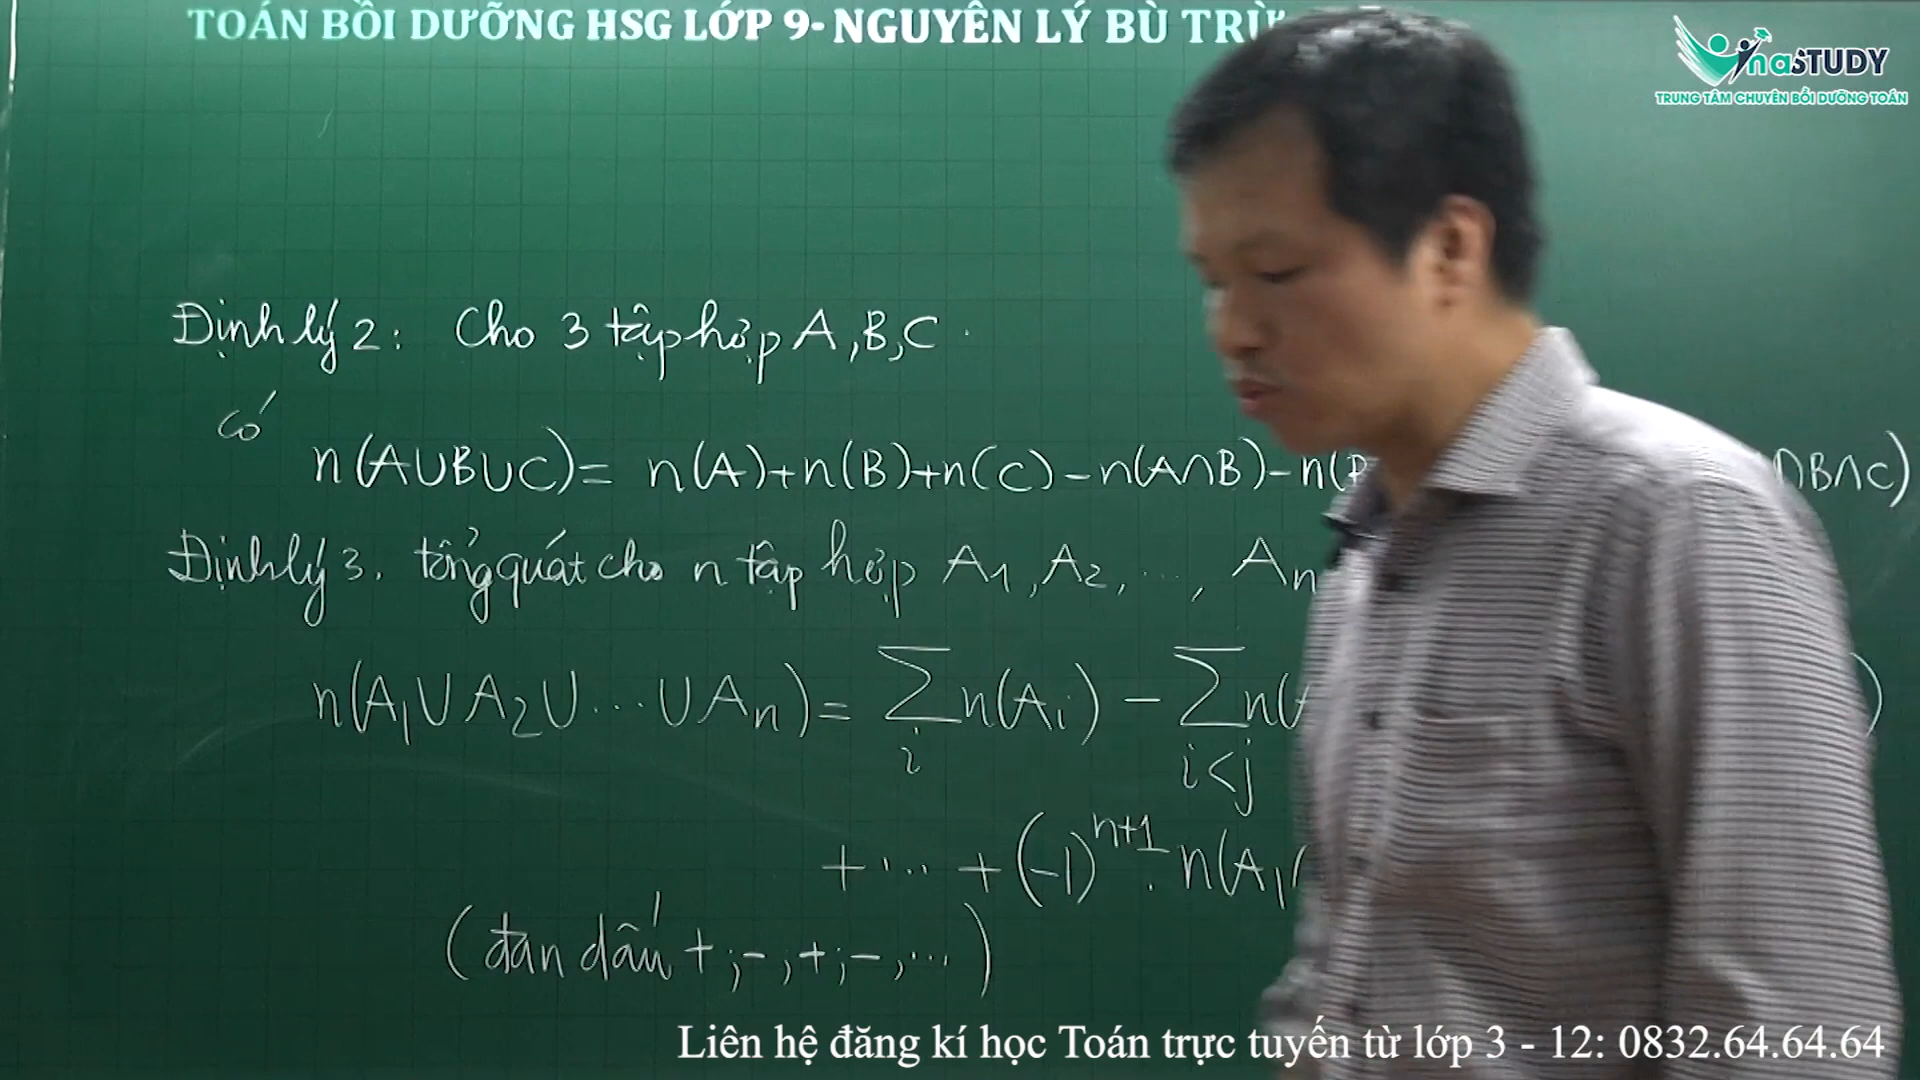 TOÁN BỒI DƯỠNG HSG LỚP 9- NGUYÊN LÝ BÙ TRỪ
naSTUDY
TRUNG TÂM CHUYÊN BỒI DƯỠNG TOÁN
Định lý 2: Cho 3 tập hợp A, B, C.
Có
n(A∪B∪C) = n(A)+n(B)+n(C)-n(A∩B)-n(B ∩B∩C)
Định lý 3. tổng quát cho n tập hợp A₁, A₂, ..., Aₙ
n(A₁∪A₂∪...∪Aₙ) = ∑ n(Aᵢ) - ∑ n(A )
i i<j
+ ... + (-1)ⁿ⁺¹. n(A₁∩
(đan dấu +;-,+;-,...)
Liên hệ đăng kí học Toán trực tuyến từ lớp 3 - 12: 0832.64.64.64